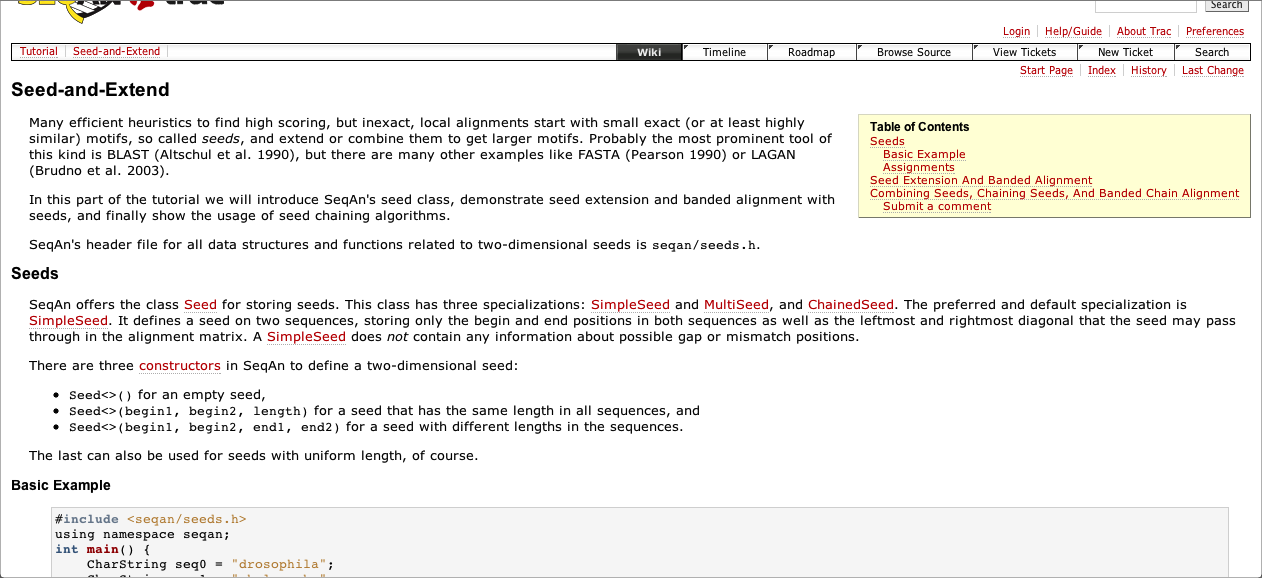 Search
Login Help/Guide About Trac Preferences
Tutorial Seed-and-Extend Wiki Timeline Roadmap Browse Source View Tickets New Ticket Search
Start Page Index History Last Change
Seed-and-Extend
Many efficient heuristics to find high scoring, but inexact, local alignments start with small exact (or at least highly
similar) motifs, so called seeds, and extend or combine them to get larger motifs. Probably the most prominent tool of
this kind is BLAST (Altschul et al. 1990), but there are many other examples like FASTA (Pearson 1990) or LAGAN
(Brudno et al. 2003).
In this part of the tutorial we will introduce SeqAn's seed class, demonstrate seed extension and banded alignment with
seeds, and finally show the usage of seed chaining algorithms.
SeqAn's header file for all data structures and functions related to two-dimensional seeds is seqan/seeds.h.
Table of Contents
Seeds
Basic Example
Assignments
Seed Extension And Banded Alignment
Combining Seeds, Chaining Seeds, And Banded Chain Alignment
Submit a comment
Seeds
SeqAn offers the class Seed for storing seeds. This class has three specializations: SimpleSeed and MultiSeed, and ChainedSeed. The preferred and default specialization is
SimpleSeed. It defines a seed on two sequences, storing only the begin and end positions in both sequences as well as the leftmost and rightmost diagonal that the seed may pass
through in the alignment matrix. A SimpleSeed does not contain any information about possible gap or mismatch positions.
There are three constructors in SeqAn to define a two-dimensional seed:
• Seed<>() for an empty seed,
• Seed<>(begin1, begin2, length) for a seed that has the same length in all sequences, and
• Seed<>(begin1, begin2, end1, end2) for a seed with different lengths in the sequences.
The last can also be used for seeds with uniform length, of course.
Basic Example
#include <seqan/seeds.h>
using namespace seqan;
int main() {
CharString seq0 = "drosophila";